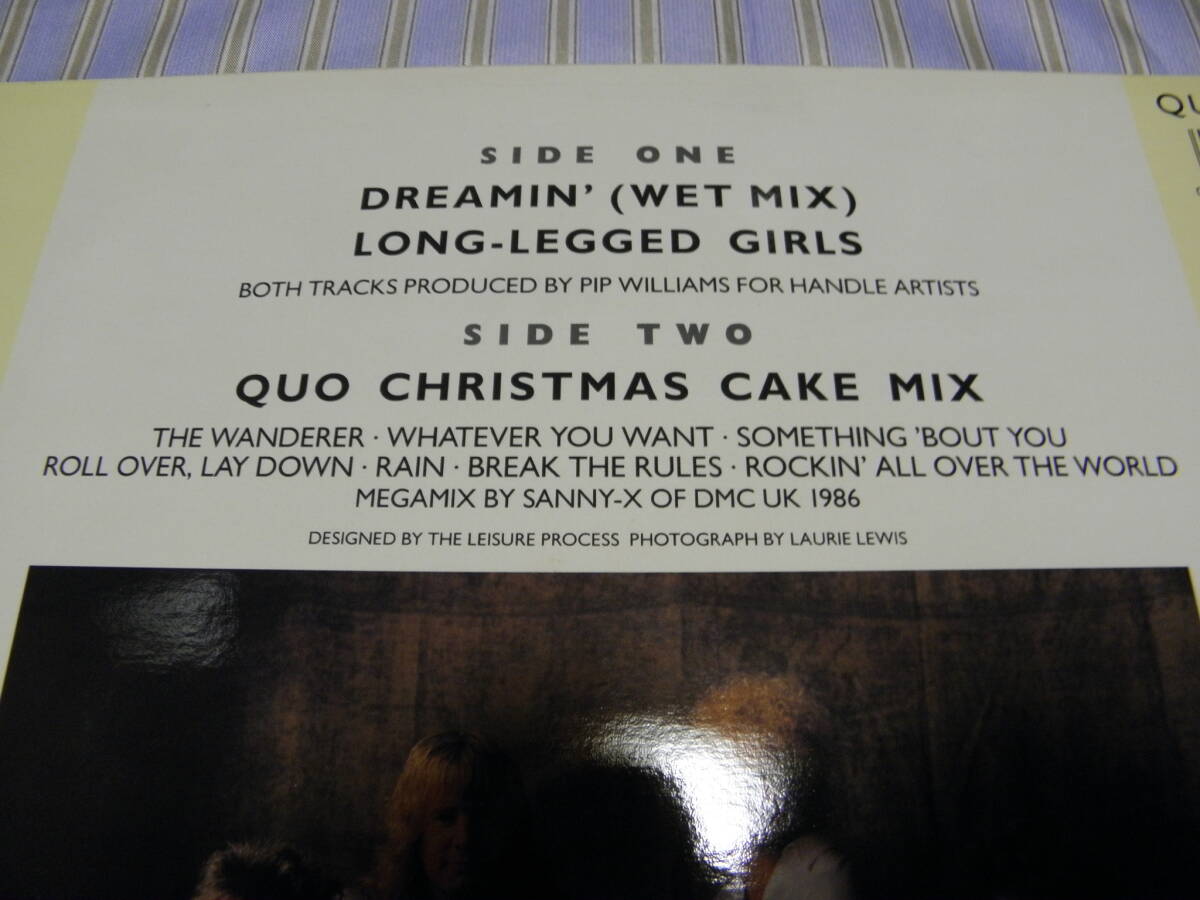 SIDE ONE
DREAMIN' (WET MIX)
LONG-LEGGED GIRLS
BOTH TRACKS PRODUCED BY PIP WILLIAMS FOR HANDLE ARTISTS
SIDE TWO
QUO CHRISTMAS CAKE MIX
THE WANDERER · WHATEVER YOU WANT · SOMETHING 'BOUT YOU
ROLL OVER, LAY DOWN · RAIN · BREAK THE RULES · ROCKIN' ALL OVER THE WORLD
MEGAMIX BY SANNY-X OF DMC UK 1986
DESIGNED BY THE LEISURE PROCESS PHOTOGRAPH BY LAURIE LEWIS